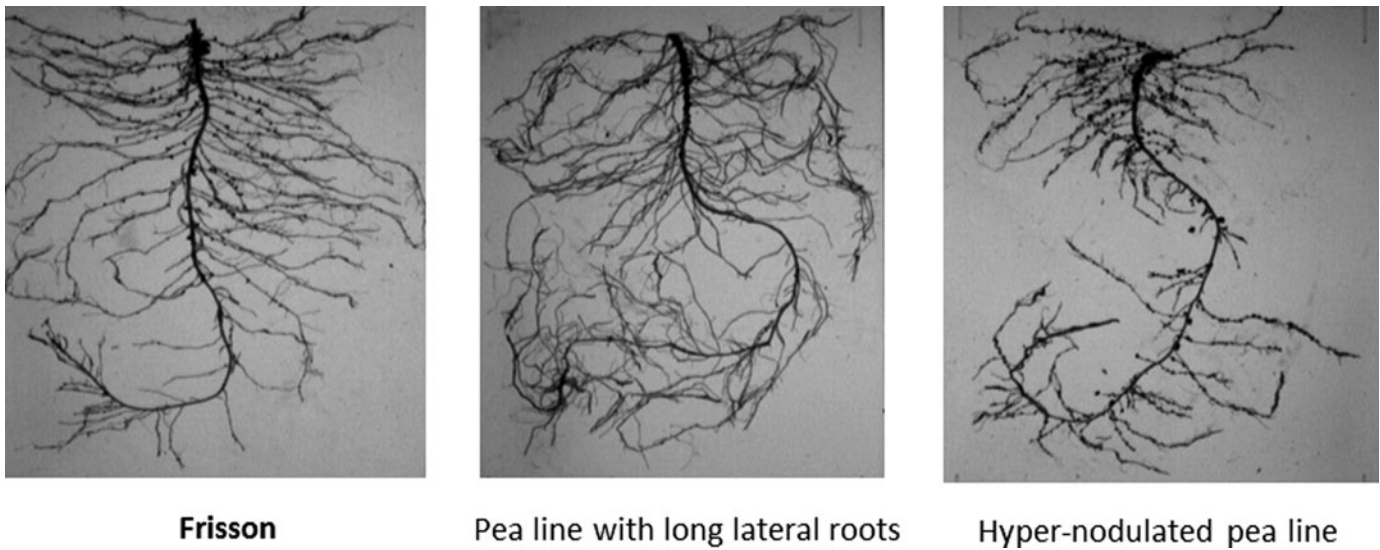 Frisson
Pea line with long lateral roots
Hyper-nodulated pea line